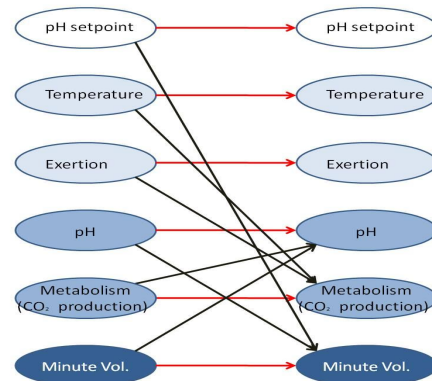 pH setpoint pH setpoint
Temperature Temperature
Exertion Exertion
pH pH
Metabolism Metabolism
(CO₂ production) (CO₂ production)
Minute Vol. Minute Vol.